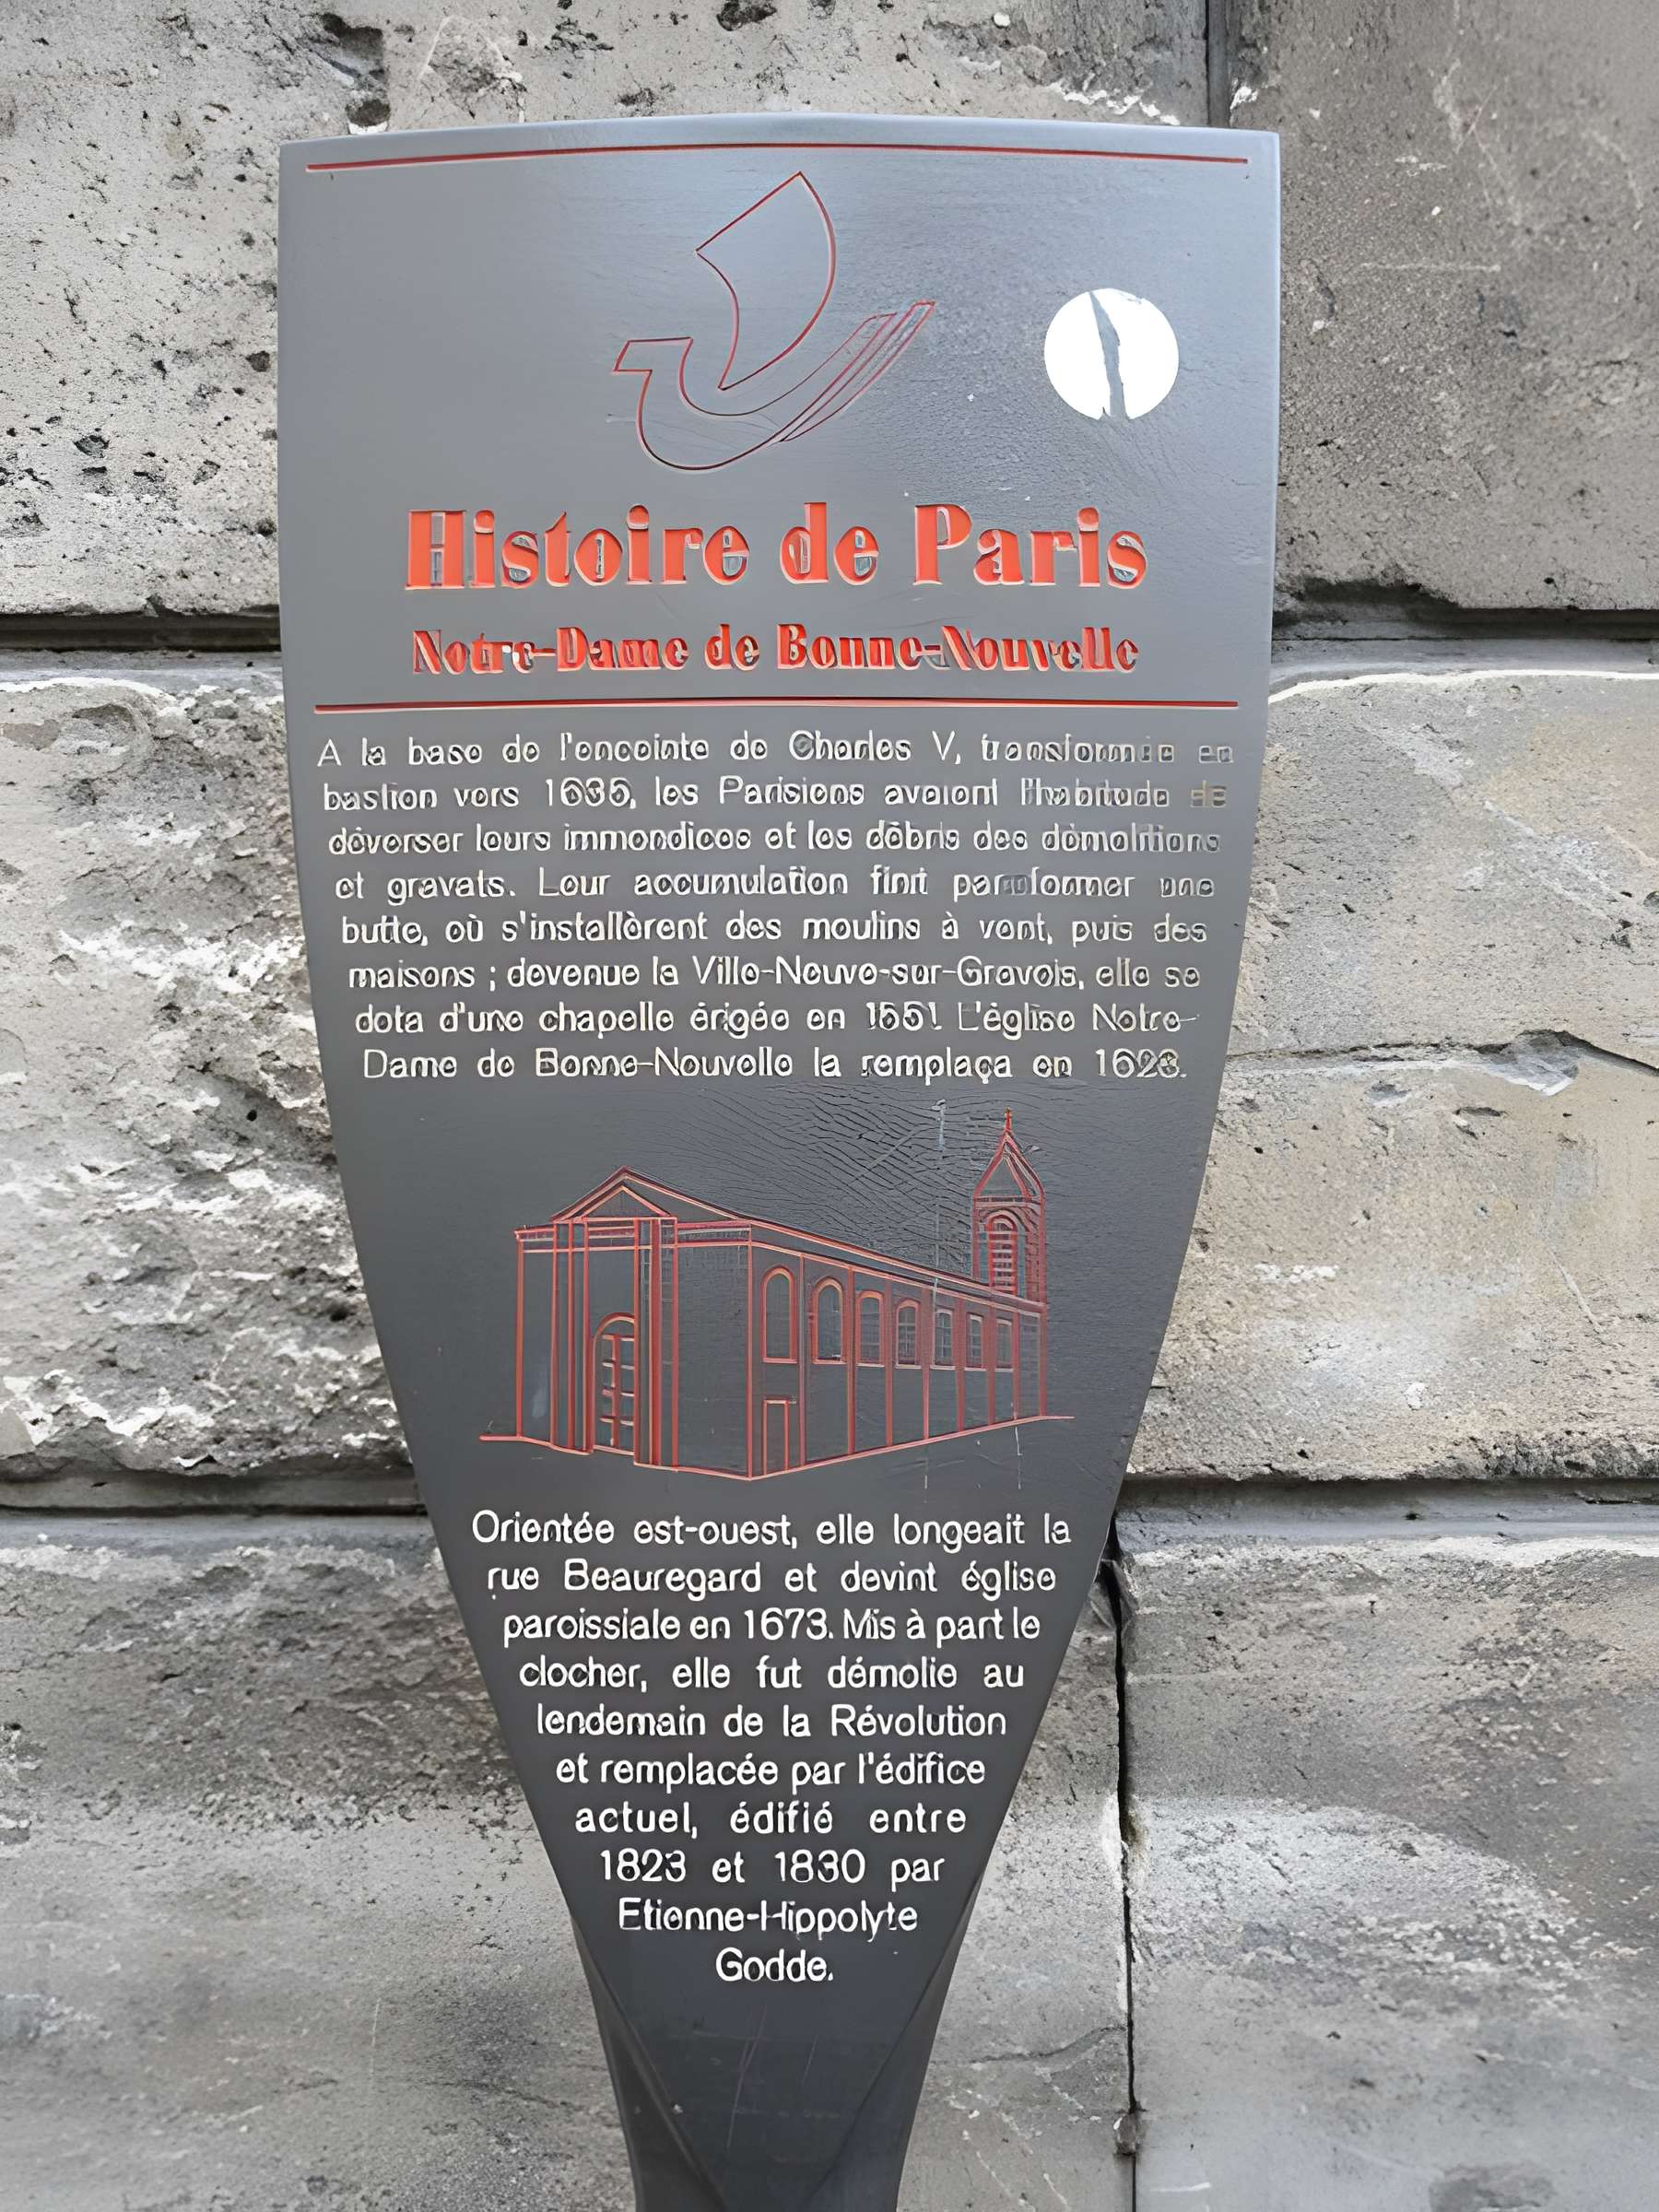 Histoire de Paris
Notre-Dame de Bonne-Nouvelle
A la base de l'enceinte de Charles V, transformée en
bastion vers les Parisiens avaient l'habitude de
déverser leurs immondices et les débris des démolitions
et gravats. Leur accumulation finit par former une
butte, où s'installèrent des moulins à vent, puis des
maisons ; devenue la Ville-Neuve-sur-Gravois, elle se
dota d'une chapelle érigée en 1551. L'église Notre-
Dame de Bonne-Nouvelle la remplaça en
Orientée est-ouest, elle longeait la
rue Beauregard et devint église
paroissiale en 1673. Mis à part le
clocher, elle fut démolie au
lendemain de la Révolution
et remplacée par l'édifice
actuel, édifié entre
1823 et 1830 par
Etienne-Hippolyte
Godde.